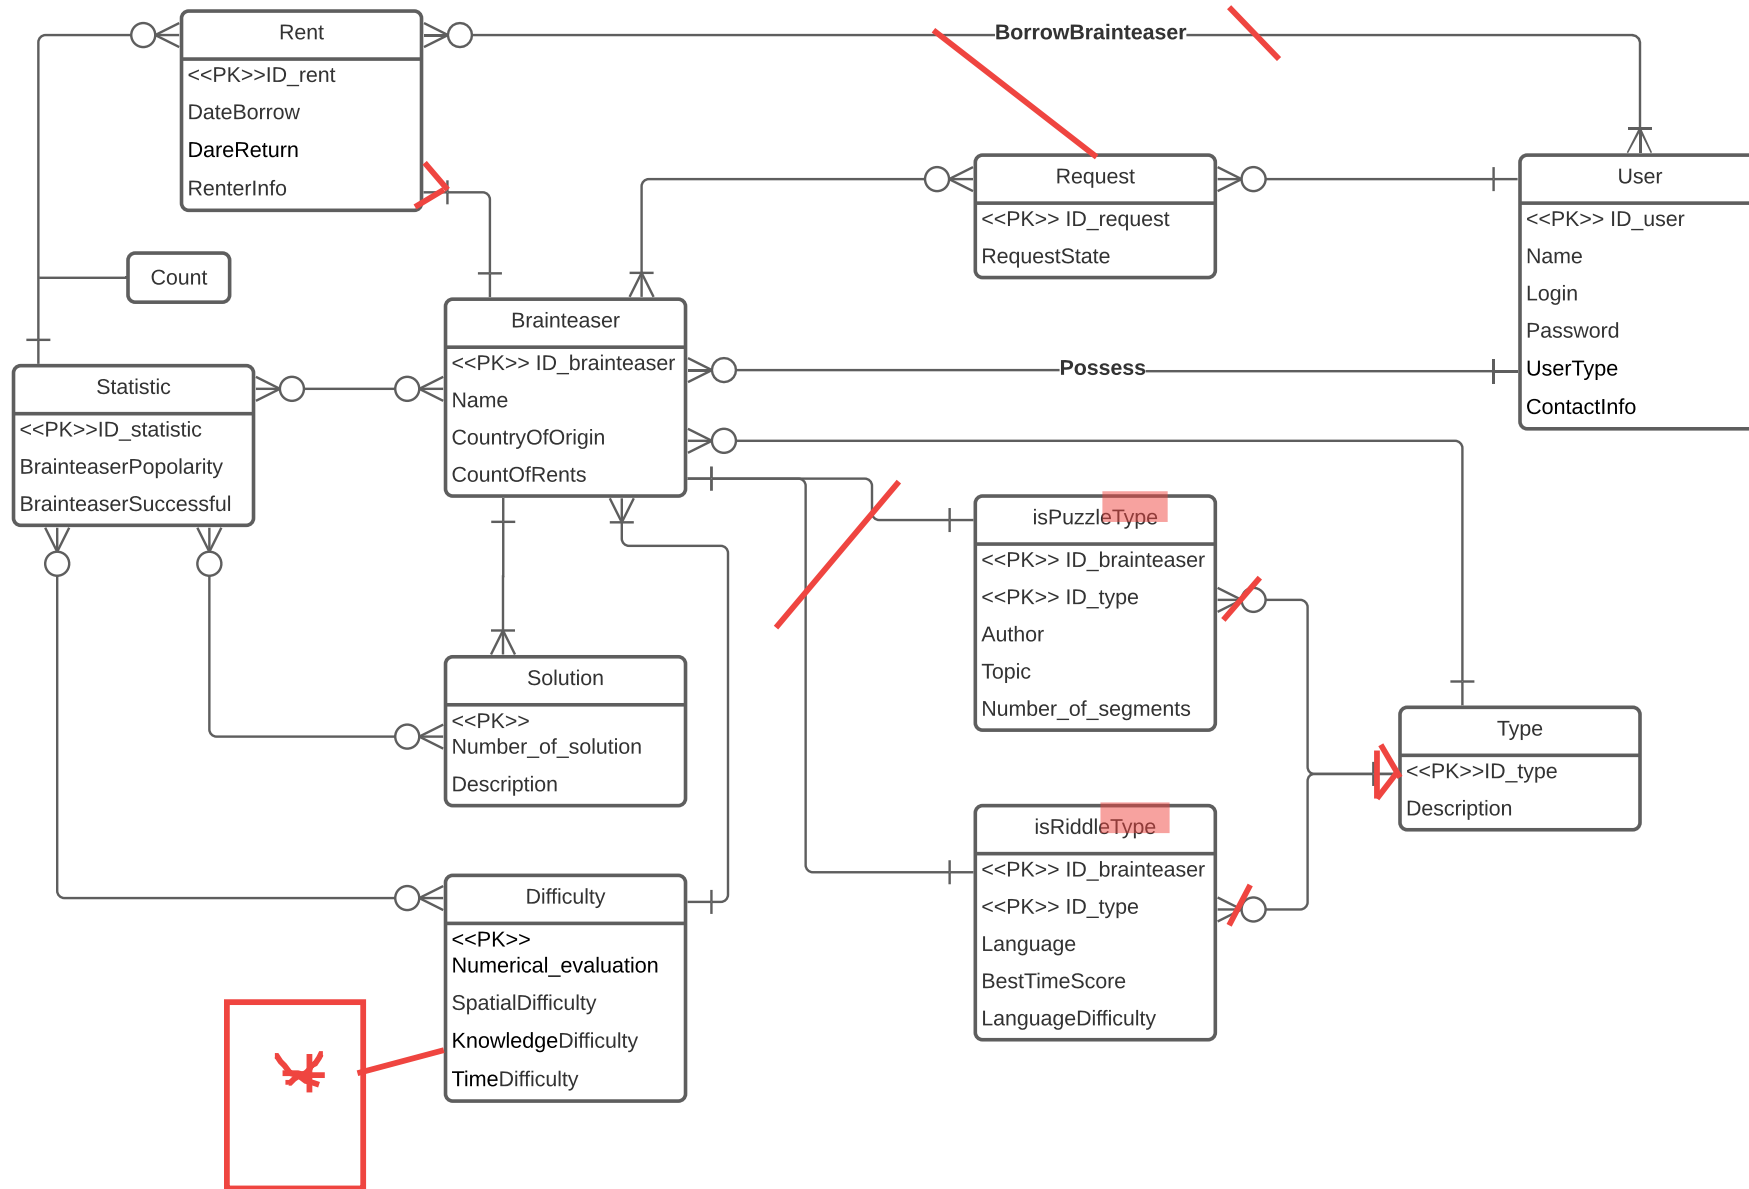 Rent
<<PK>>ID_rent
DateBorrow
DareReturn
RenterInfo
BorrowBrainteaser
Request
<<PK>> ID_request
RequestState
User
<<PK>> ID_user
Name
Login
Password
UserType
ContactInfo
Count
Brainteaser
<<PK>> ID_brainteaser
Name
CountryOfOrigin
CountOfRents
Possess
Statistic
<<PK>>ID_statistic
BrainteaserPopolarity
BrainteaserSuccessful
isPuzzleType
<<PK>> ID_brainteaser
<<PK>> ID_type
Author
Topic
Number_of_segments
Solution
<<PK>>
Number_of_solution
Description
Type
<<PK>>ID_type
Description
isRiddleType
<<PK>> ID_brainteaser
<<PK>> ID_type
Language
BestTimeScore
LanguageDifficulty
Difficulty
<<PK>>
Numerical_evaluation
SpatialDifficulty
KnowledgeDifficulty
TimeDifficulty